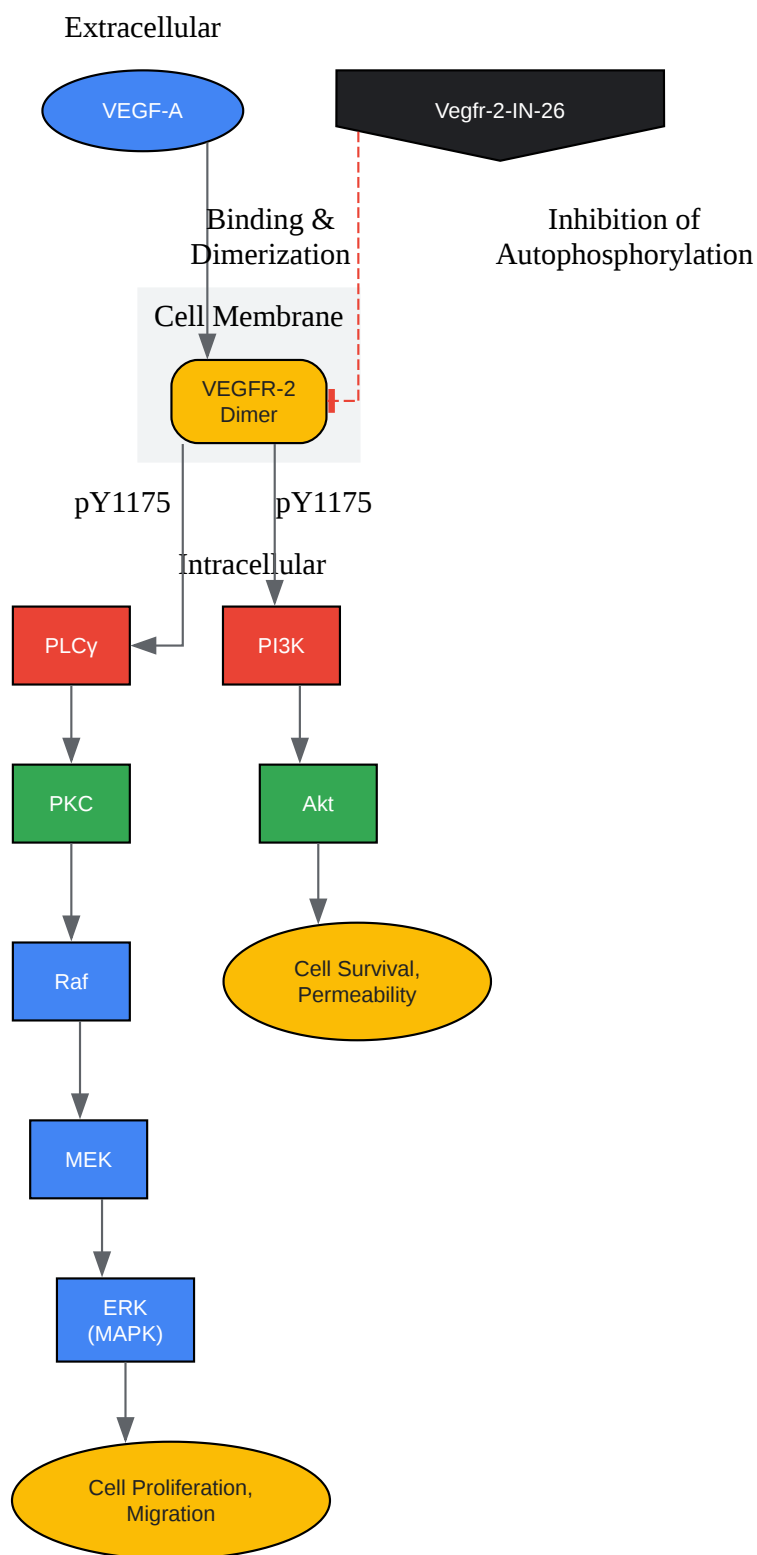 Extracellular
VEGF-A
Vegfr-2-IN-26
Binding &
Dimerization
Inhibition of
Autophosphorylation
Cell Membrane
VEGFR-2
Dimer
pY1175
pY1175
Intracellular
PLCγ
PI3K
PKC
Akt
Raf
Cell Survival,
Permeability
MEK
ERK
(MAPK)
Cell Proliferation,
Migration